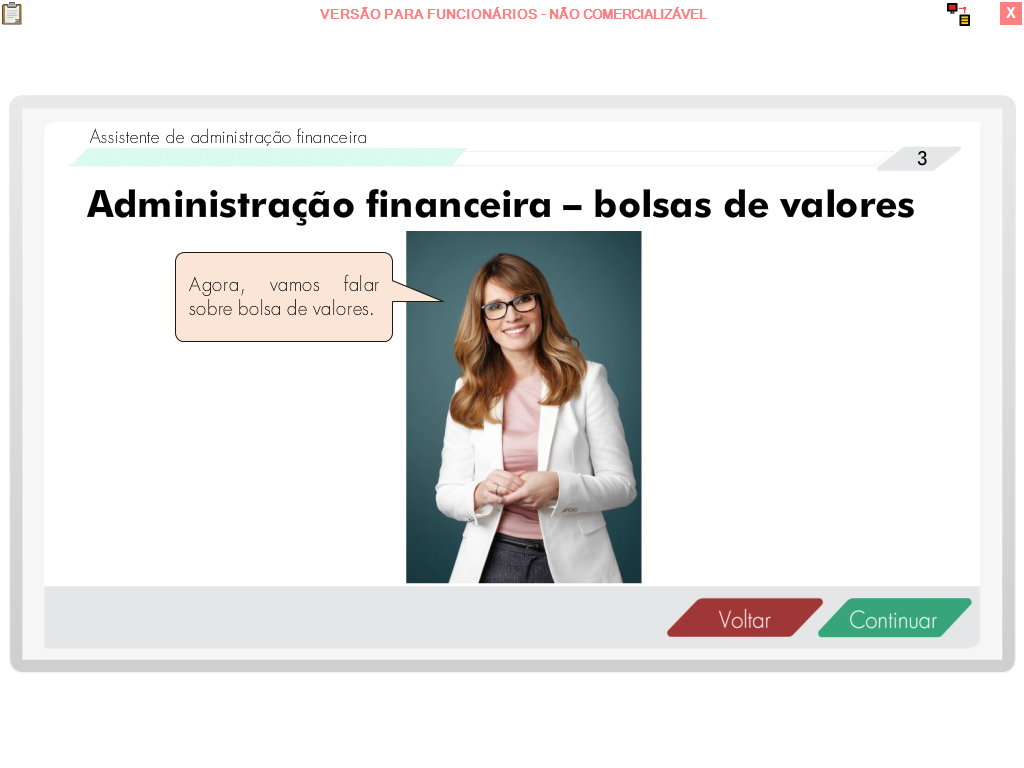 VERSÃO PARA FUNCIONÁRIOS - NÃO COMERCIALIZÁVEL
X
Assistente de administração financeira
3
Administração financeira – bolsas de valores
Agora, vamos falar
sobre bolsa de valores.
Voltar
Continuar